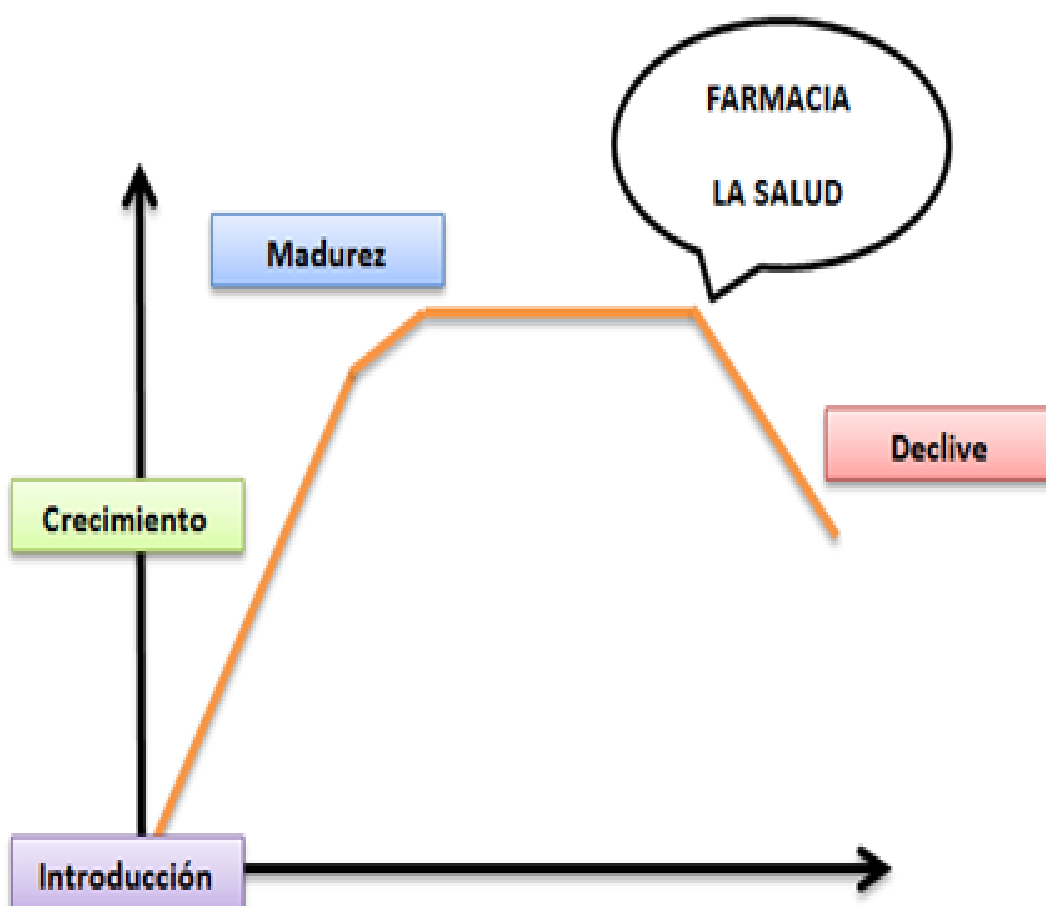 FARMACIA
LA SALUD
Madurez
Declive
Crecimiento
Introducción